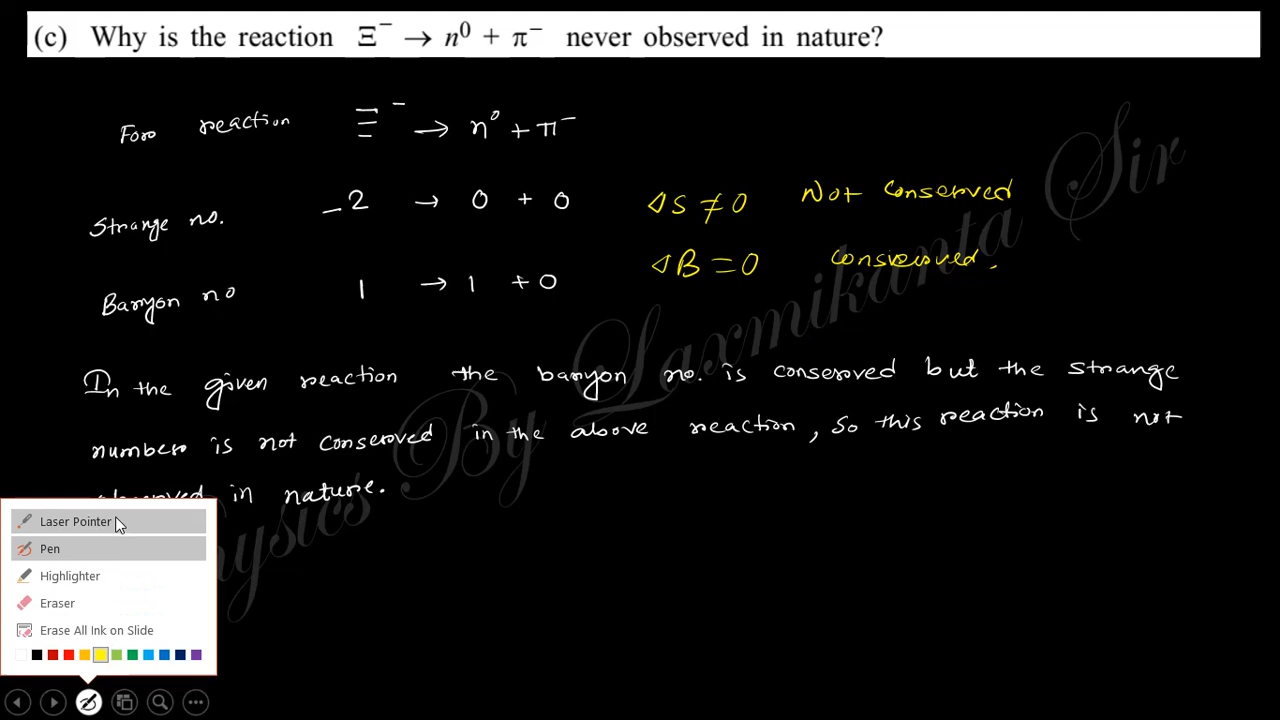 (c) Why is the reaction Ξ⁻ → n⁰ + π⁻ never observed in nature?
For reaction Ξ⁻ → n⁰ + π⁻
Strange no. -2 → 0 + 0 ΔS ≠ 0 Not conserved
Baryon no 1 → 1 + 0 ΔB = 0 conserved.
In the given reaction the baryon no. is conserved but the strange
number is not conserved in the above reaction, so this reaction is not
observed in nature.
Physics By Laxmikanta Sir
Laser Pointer
Pen
Highlighter
Eraser
Erase All Ink on Slide